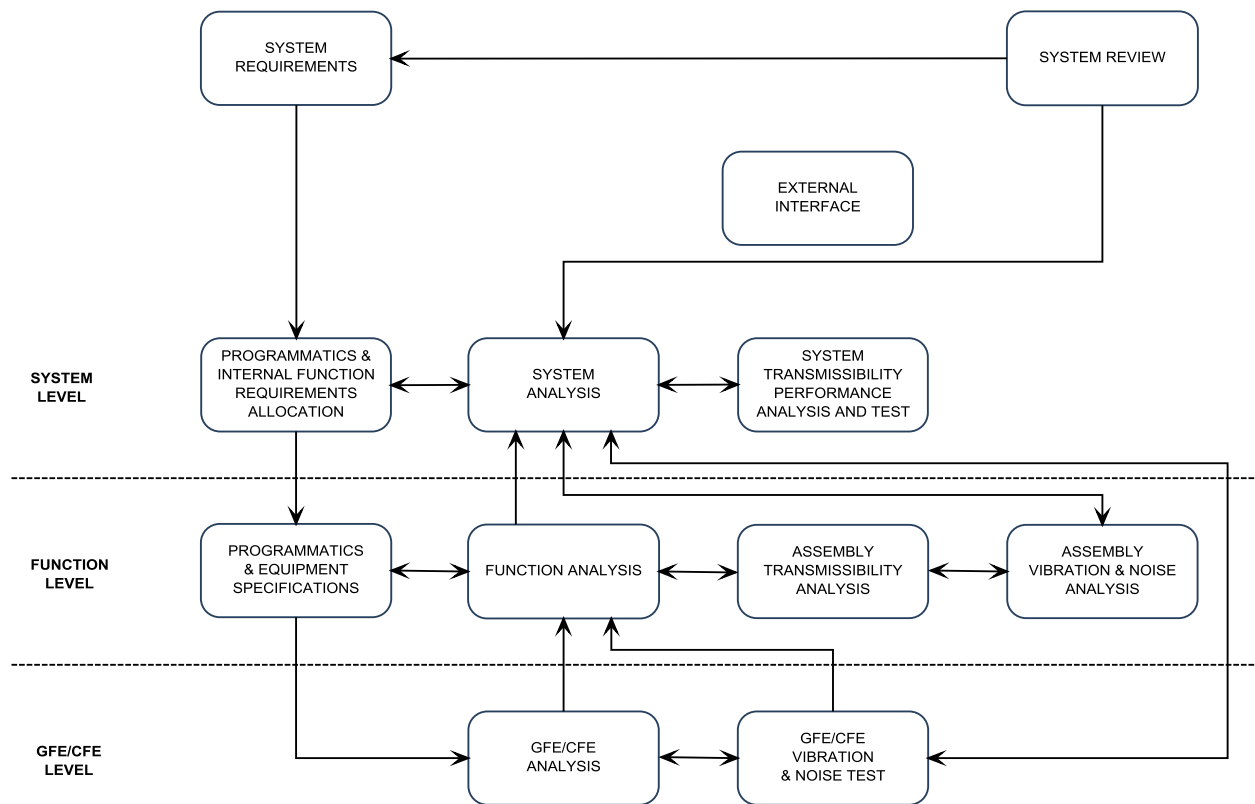 SYSTEM
REQUIREMENTS
SYSTEM REVIEW
EXTERNAL
INTERFACE
SYSTEM
LEVEL
PROGRAMMATICS &
INTERNAL FUNCTION
REQUIREMENTS
ALLOCATION
SYSTEM
ANALYSIS
SYSTEM
TRANSMISSIBILITY
PERFORMANCE
ANALYSIS AND TEST
FUNCTION
LEVEL
PROGRAMMATICS
& EQUIPMENT
SPECIFICATIONS
FUNCTION ANALYSIS
ASSEMBLY
TRANSMISSIBILITY
ANALYSIS
ASSEMBLY
VIBRATION & NOISE
ANALYSIS
GFE/CFE
LEVEL
GFE/CFE
ANALYSIS
GFE/CFE
VIBRATION
& NOISE TEST